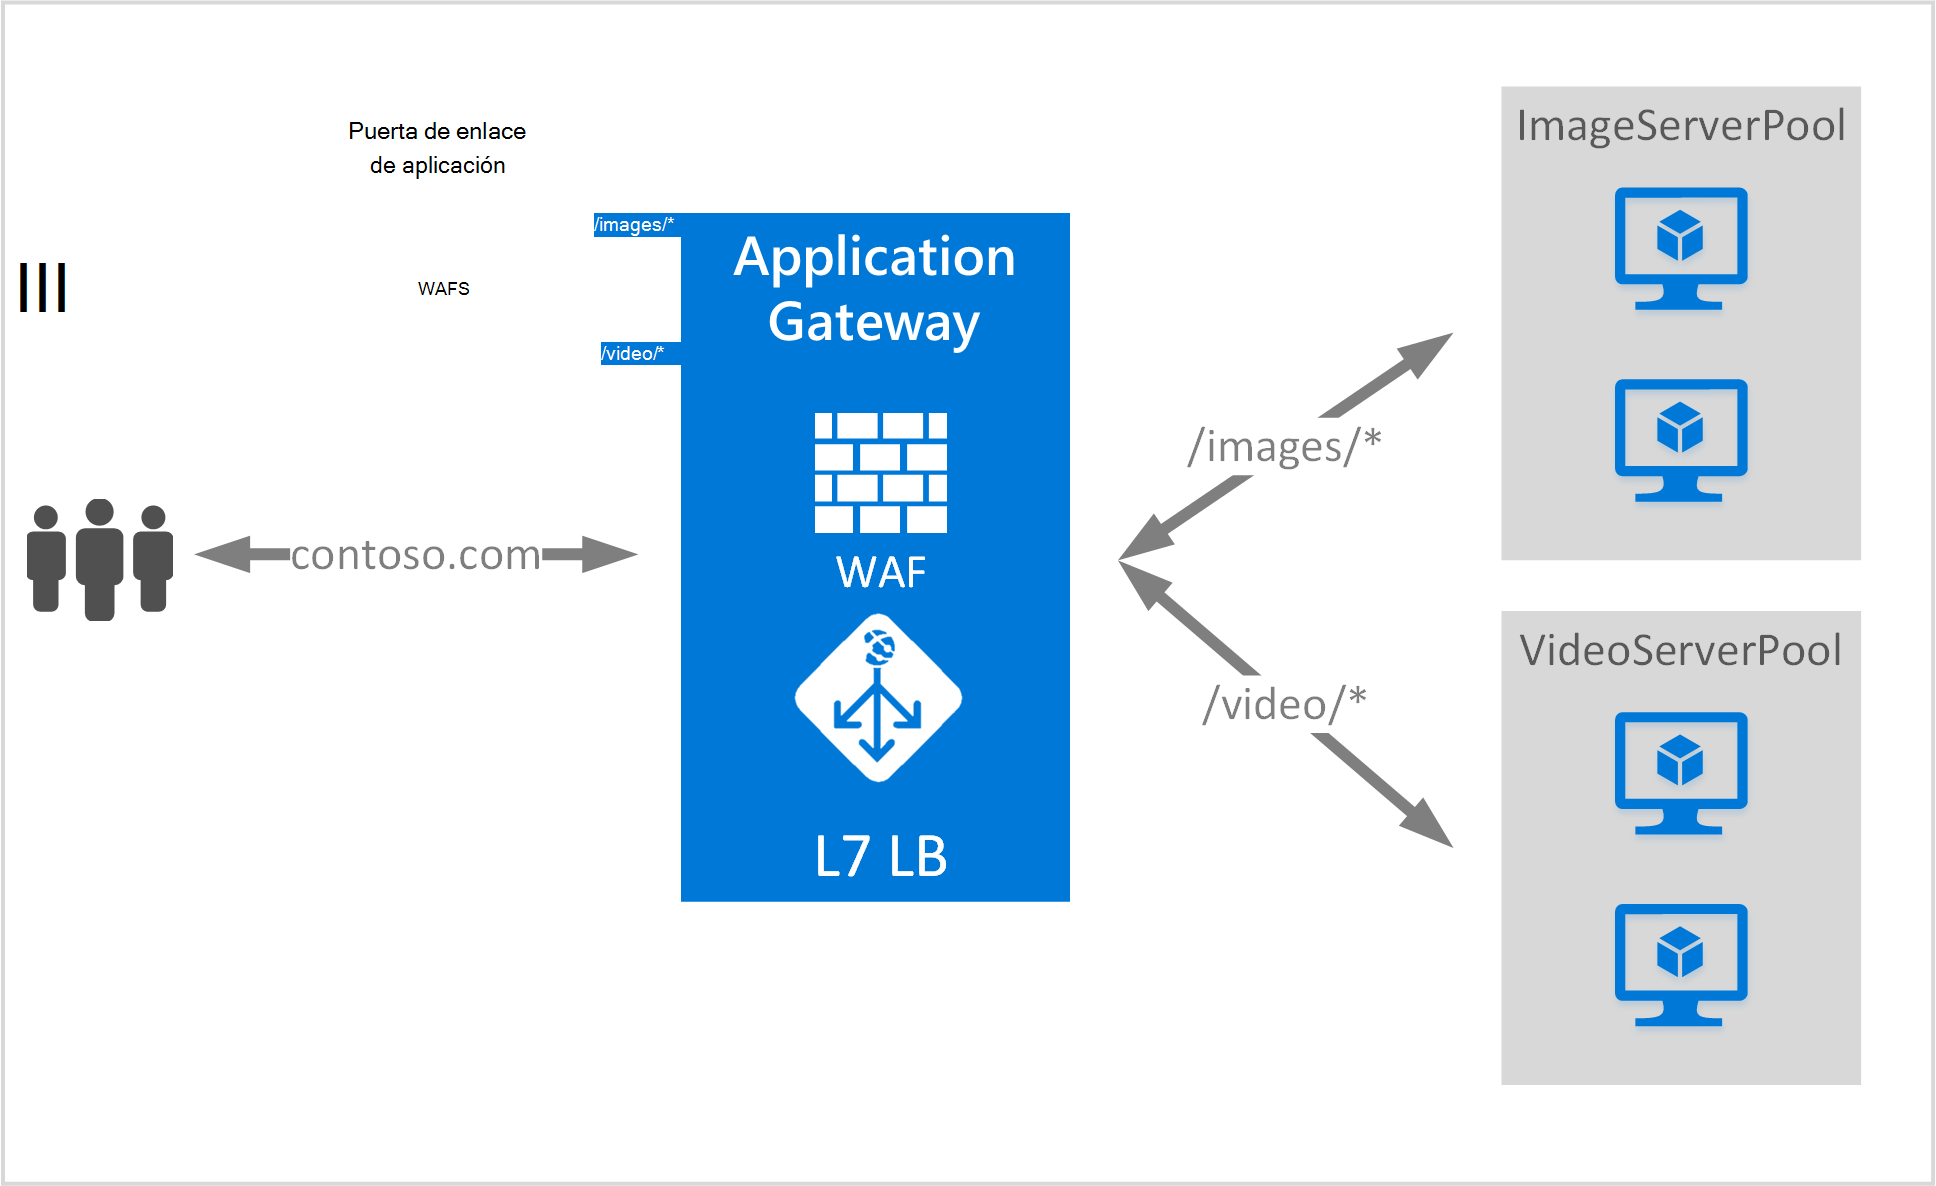 Puerta de enlace
de aplicación
/images/*
WAFS
/video/*
contoso.com
Application
Gateway
WAF
L7 LB
/images/*
/video/*
ImageServerPool
VideoServerPool